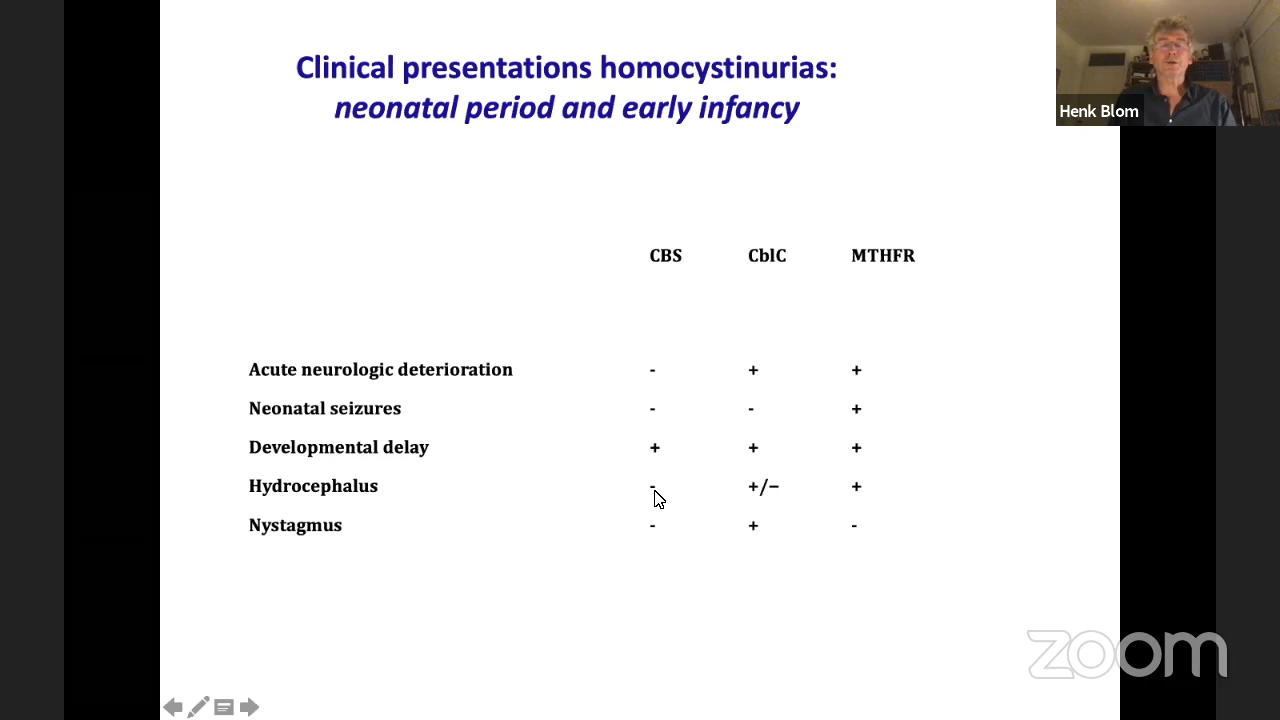 Clinical presentations homocystinurias:
neonatal period and early infancy
Henk Blom
CBS CblC MTHFR
Acute neurologic deterioration - + +
Neonatal seizures - - +
Developmental delay + + +
Hydrocephalus - +/− +
Nystagmus - + -
zoom